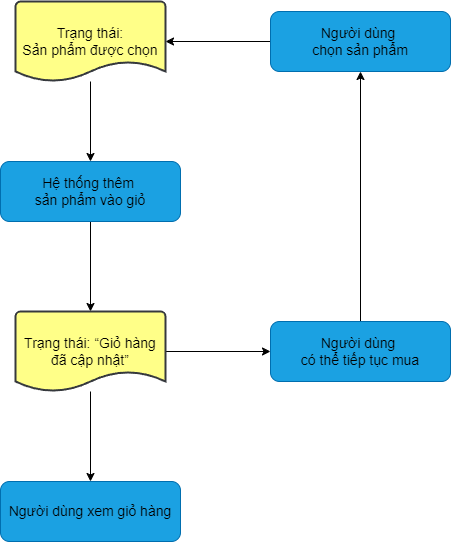 Trạng thái:
Sản phẩm được chọn
Người dùng
chọn sản phẩm
Hệ thống thêm
sản phẩm vào giỏ
Trạng thái: “Giỏ hàng
đã cập nhật”
Người dùng
có thể tiếp tục mua
Người dùng xem giỏ hàng